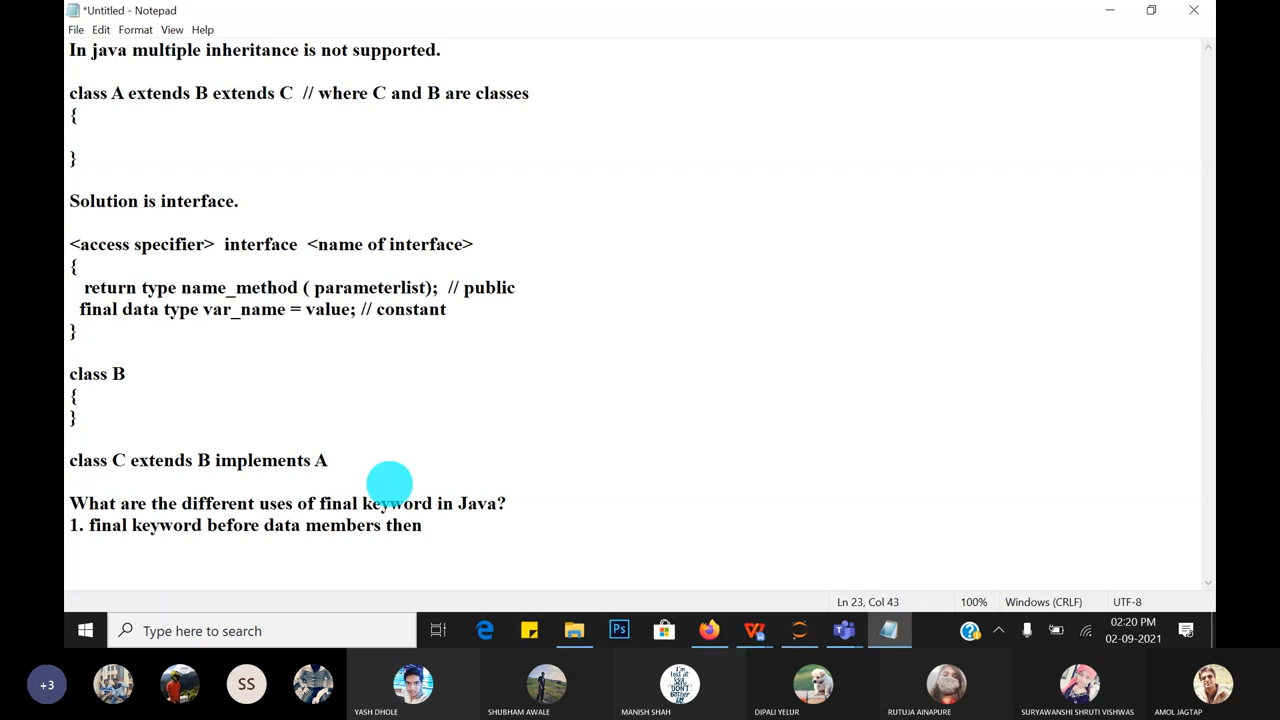 *Untitled - Notepad
File Edit Format View Help
In java multiple inheritance is not supported.
class A extends B extends C // where C and B are classes
{
}
Solution is interface.
<access specifier> interface <name of interface>
{
return type name_method ( parameterlist); // public
final data type var_name = value; // constant
}
class B
{
}
class C extends B implements A
What are the different uses of final keyword in Java?
1. final keyword before data members then
Ln 23, Col 43 100% Windows (CRLF) UTF-8
Type here to search
Ps
02:20 PM
02-09-2021
+3
SS
YASH DHOLE
SHUBHAM AWALE
MANISH SHAH
DIPALI YELUR
RUTUJA AINAPURE
SURYAWANSHI SHRUTI VISHWAS
AMOL JAGTAP